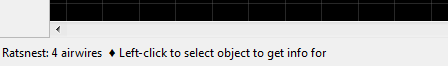 Ratsnest: 4 airwires ♦ Left-click to select object to get info for